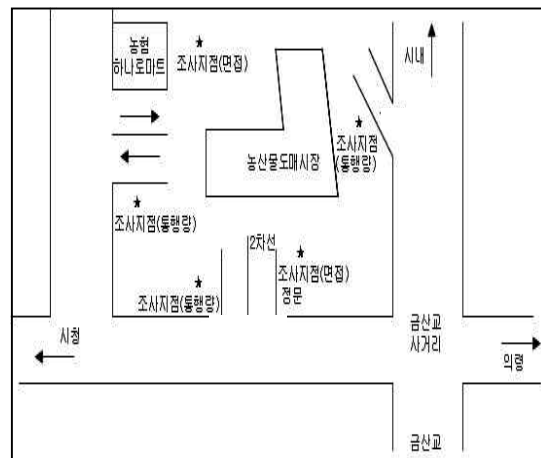 농협
하나로마트
★
조사지점(면접)
시내
★
조사지점
(통행량)
농산물도매시장
★
조사지점(통행량)
2차선
★
조사지점(면접)
정문
★
조사지점(통행량)
시청
금산교
사거리
의령
금산교